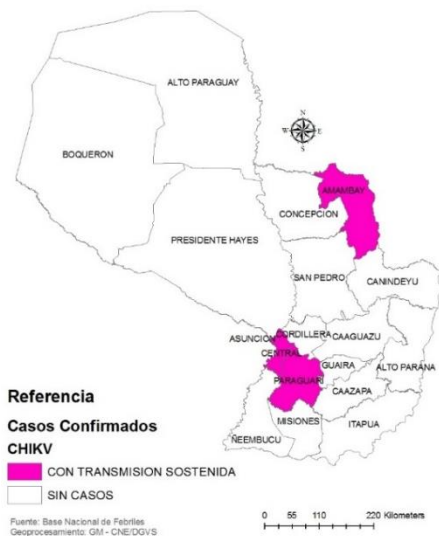 ALTO PARAGUAY
BOQUERON
N
W E
S
AMAMBAY
CONCEPCION
PRESIDENTE HAYES
SAN PEDRO
CANINDEYU
ASUNCION
CORDILLERA
CAAGUAZU
CENTRAL
GUAIRA
ALTO PARANA
PARAGUARI
CAAZAPA
MISIONES
ITAPUA
ÑEEMBUCU
Referencia
Casos Confirmados
CHIKV
CON TRANSMISION SOSTENIDA
SIN CASOS
Fuente: Base Nacional de Febriles
Geoprocesamiento: GM - CNE/DGVS
0 55 110 220 Kilometers